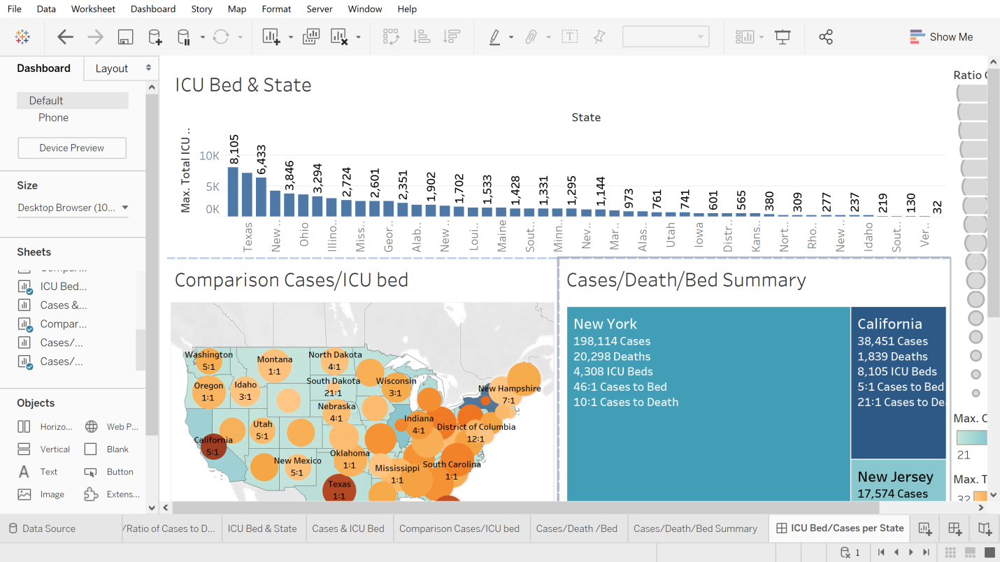 File Data Worksheet Dashboard Story Map Format Server Window Help
Show Me
Dashboard Layout
Default
Phone
Device Preview
Size
Desktop Browser (10...
Sheets
ICU Bed...
Cases &...
Compar...
Cases/...
Cases/...
Objects
Horizo... Web P...
Vertical Blank
Text Button
Image Extens...
ICU Bed & State
State
Max. Total ICU ..
10K
5K
0K
8,105 6,433 3,846 3,294 2,724 2,601 2,351 1,902 1,702 1,533 1,428 1,331 1,295 1,144 973 761 741 601 565 380 309 277 237 219 130 32
Texas New .. Ohio Illino.. Miss.. Geor.. Alab.. New .. Loui.. Maine Sout.. Minn.. Nev.. Mar.. Alas.. Utah Iowa Distr.. Kans.. Nort.. Rho.. New .. Idaho Sout.. Ver..
Comparison Cases/ICU bed
Washington
5:1
Montana
1:1
North Dakota
4:1
Oregon
1:1
Idaho
3:1
South Dakota
21:1
Wisconsin
3:1
New Hampshire
7:1
Nebraska
4:1
Utah
5:1
Indiana
4:1
District of Columbia
12:1
California
5:1
New Mexico
5:1
Oklahoma
1:1
Mississippi
1:1
South Carolina
1:1
Texas
1:1
Cases/Death/Bed Summary
New York
198,114 Cases
20,298 Deaths
4,308 ICU Beds
46:1 Cases to Bed
10:1 Cases to Death
California
38,451 Cases
1,839 Deaths
8,105 ICU Beds
5:1 Cases to Bed
21:1 Cases to Dea
New Jersey
17,574 Cases
Ratio
Max. C
21
Max. T
32
Data Source /Ratio of Cases to D... ICU Bed & State Cases & ICU Bed Comparison Cases/ICU bed Cases/Death /Bed Cases/Death/Bed Summary ICU Bed/Cases per State
1